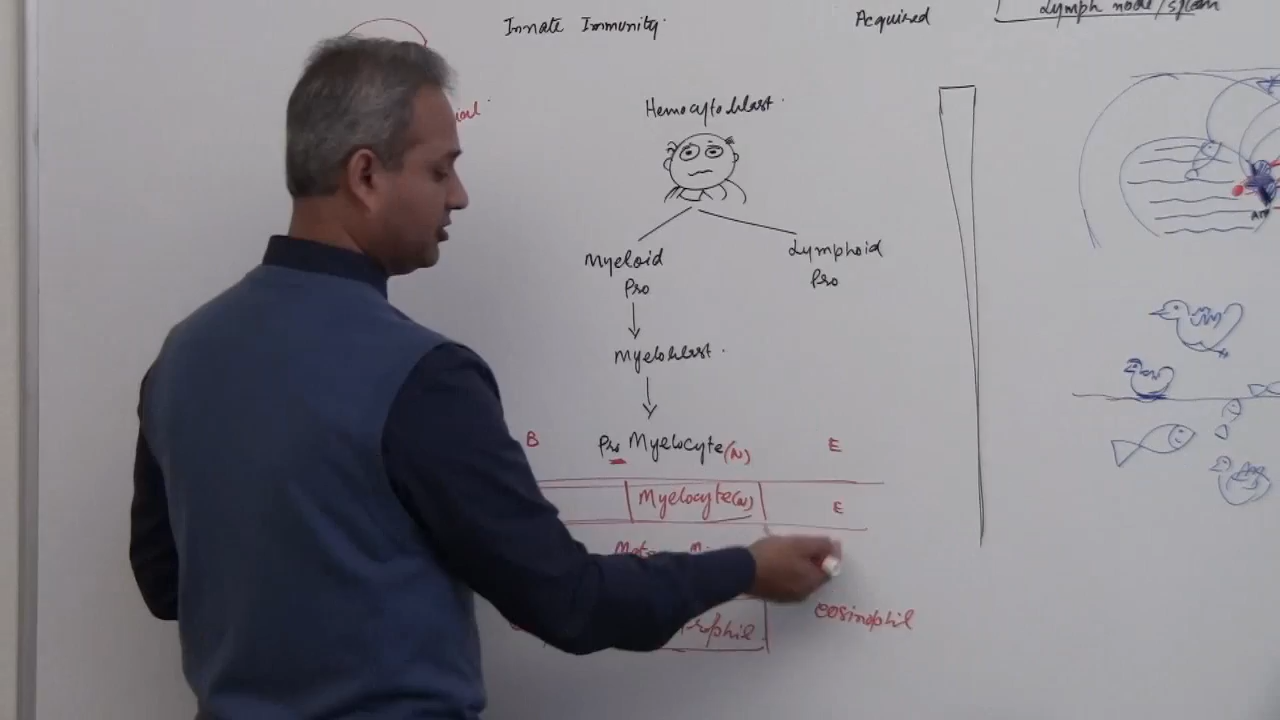 Innate Immunity
Acquired
Lymph node/spleen
Hemocytoblast
Myeloid
Pro
Lymphoid
Pro
Myeloblast
B
Pro Myelocyte (N)
E
Myelocyte (N)
E
eosinophil